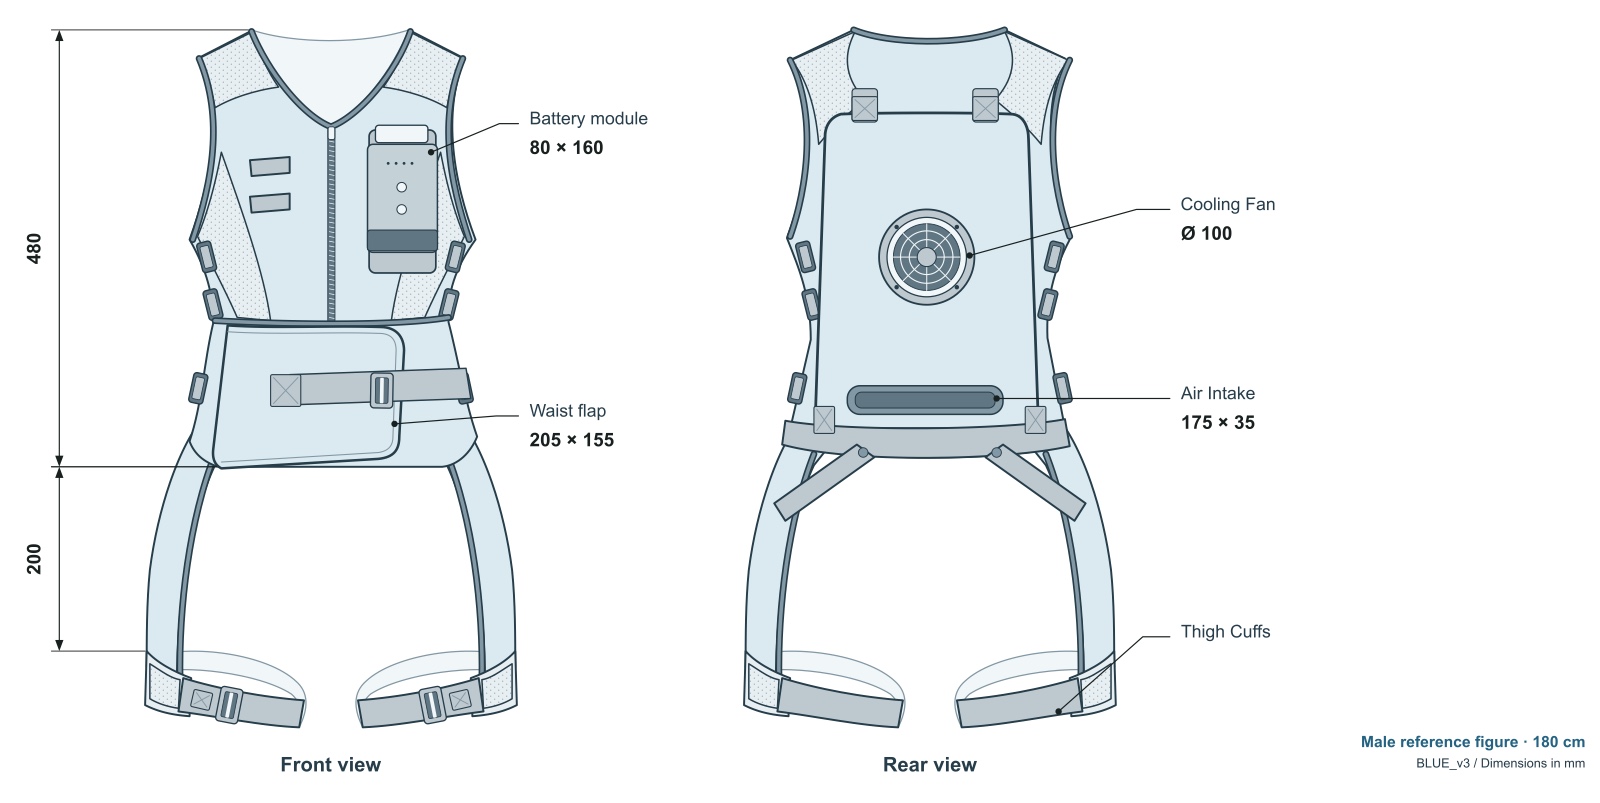 Battery module
80 × 160
480
Waist flap
205 × 155
200
Front view
Cooling Fan
Ø 100
Air Intake
175 × 35
Thigh Cuffs
Rear view
Male reference figure · 180 cm
BLUE_v3 / Dimensions in mm